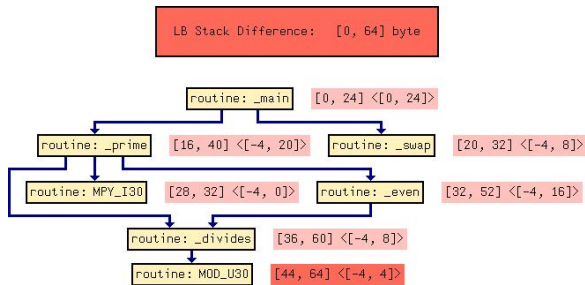 LB Stack Difference: [0, 64] byte
routine: _main [0, 24] <[0, 24]>
routine: _prime [16, 40] <[-4, 20]> routine: _swap [20, 32] <[-4, 8]>
routine: MPY_I30 [28, 32] <[-4, 0]> routine: _even [32, 52] <[-4, 16]>
routine: _divides [36, 60] <[-4, 8]>
routine: MOD_U30 [44, 64] <[-4, 4]>